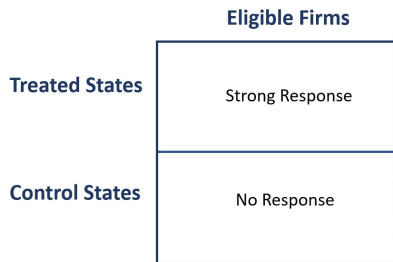 Eligible Firms
Treated States
Strong Response
Control States
No Response